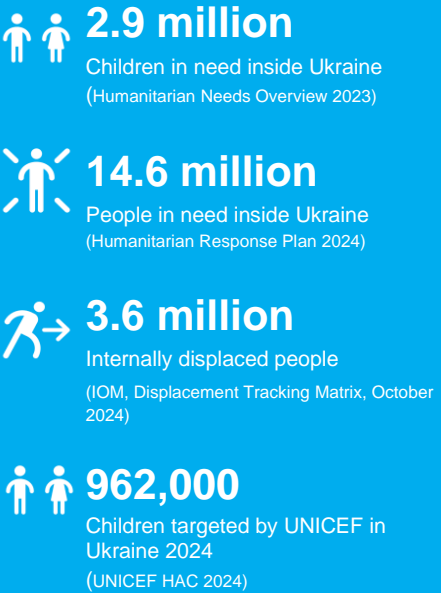 2.9 million
Children in need inside Ukraine
(Humanitarian Needs Overview 2023)
14.6 million
People in need inside Ukraine
(Humanitarian Response Plan 2024)
3.6 million
Internally displaced people
(IOM, Displacement Tracking Matrix, October
2024)
962,000
Children targeted by UNICEF in
Ukraine 2024
(UNICEF HAC 2024)